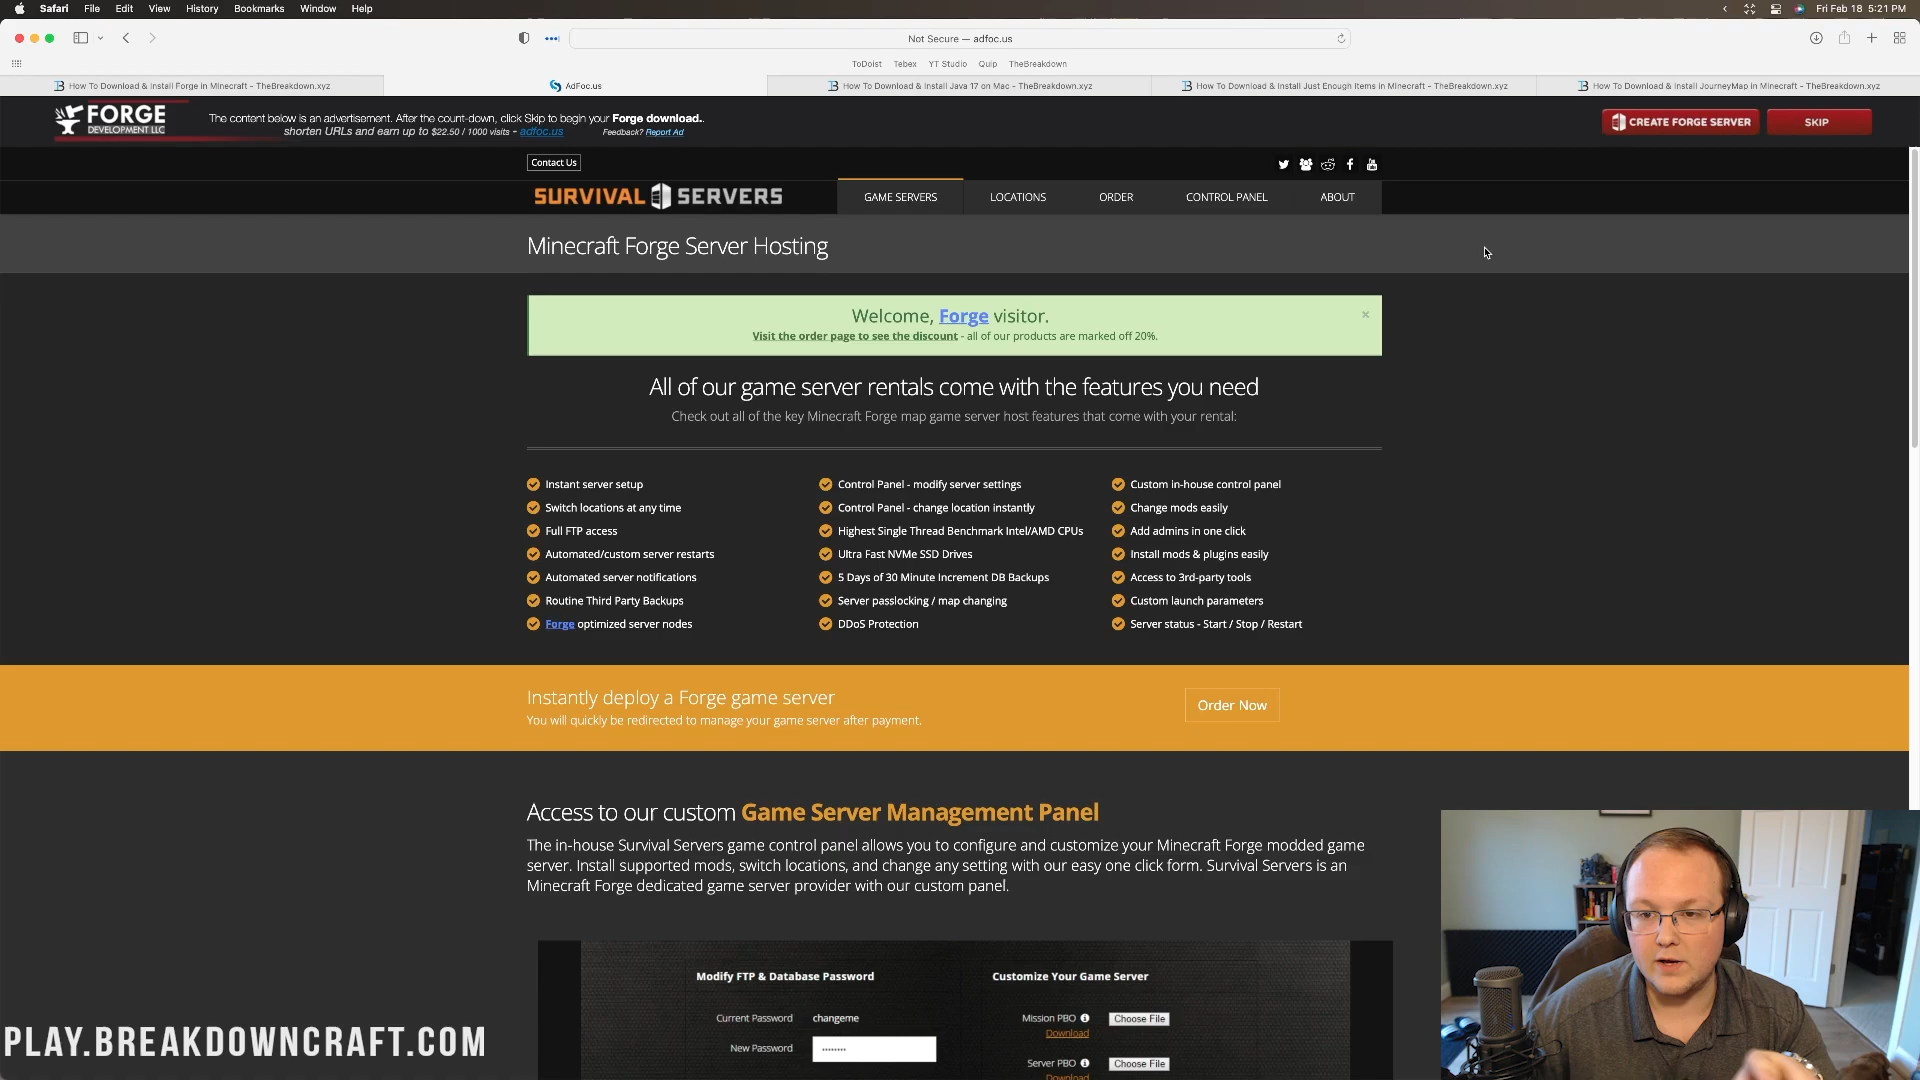 Safari File Edit View History Bookmarks Window Help
Fri Feb 18 5:21 PM
Not Secure — adfoc.us
ToDoist Tebex YT Studio Quip TheBreakdown
How To Download & Install Forge in Minecraft - TheBreakdown.xyz
AdFoc.us
How To Download & Install Java 17 on Mac - TheBreakdown.xyz
How To Download & Install Just Enough Items in Minecraft - TheBreakdown.xyz
How To Download & Install JourneyMap in Minecraft - TheBreakdown.xyz
FORGE
DEVELOPMENT LLC
The content below is an advertisement. After the count-down, click Skip to begin your Forge download..
shorten URLs and earn up to $22.50 / 1000 visits - adfoc.us Feedback? Report Ad
CREATE FORGE SERVER
SKIP
Contact Us
SURVIVAL SERVERS
GAME SERVERS LOCATIONS ORDER CONTROL PANEL ABOUT
Minecraft Forge Server Hosting
Welcome, Forge visitor.
×
Visit the order page to see the discount - all of our products are marked off 20%.
All of our game server rentals come with the features you need
Check out all of the key Minecraft Forge map game server host features that come with your rental:
Instant server setup
Switch locations at any time
Full FTP access
Automated/custom server restarts
Automated server notifications
Routine Third Party Backups
Forge optimized server nodes
Control Panel - modify server settings
Control Panel - change location instantly
Highest Single Thread Benchmark Intel/AMD CPUs
Ultra Fast NVMe SSD Drives
5 Days of 30 Minute Increment DB Backups
Server passlocking / map changing
DDoS Protection
Custom in-house control panel
Change mods easily
Add admins in one click
Install mods & plugins easily
Access to 3rd-party tools
Custom launch parameters
Server status - Start / Stop / Restart
Instantly deploy a Forge game server
You will quickly be redirected to manage your game server after payment.
Order Now
Access to our custom Game Server Management Panel
The in-house Survival Servers game control panel allows you to configure and customize your Minecraft Forge modded game
server. Install supported mods, switch locations, and change any setting with our easy one click form. Survival Servers is an
Minecraft Forge dedicated game server provider with our custom panel.
Modify FTP & Database Password
Current Password changeme
New Password ••••••••
Customize Your Game Server
Mission PBO Choose File
Download
Server PBO Choose File
Download
PLAY.BREAKDOWNCRAFT.COM